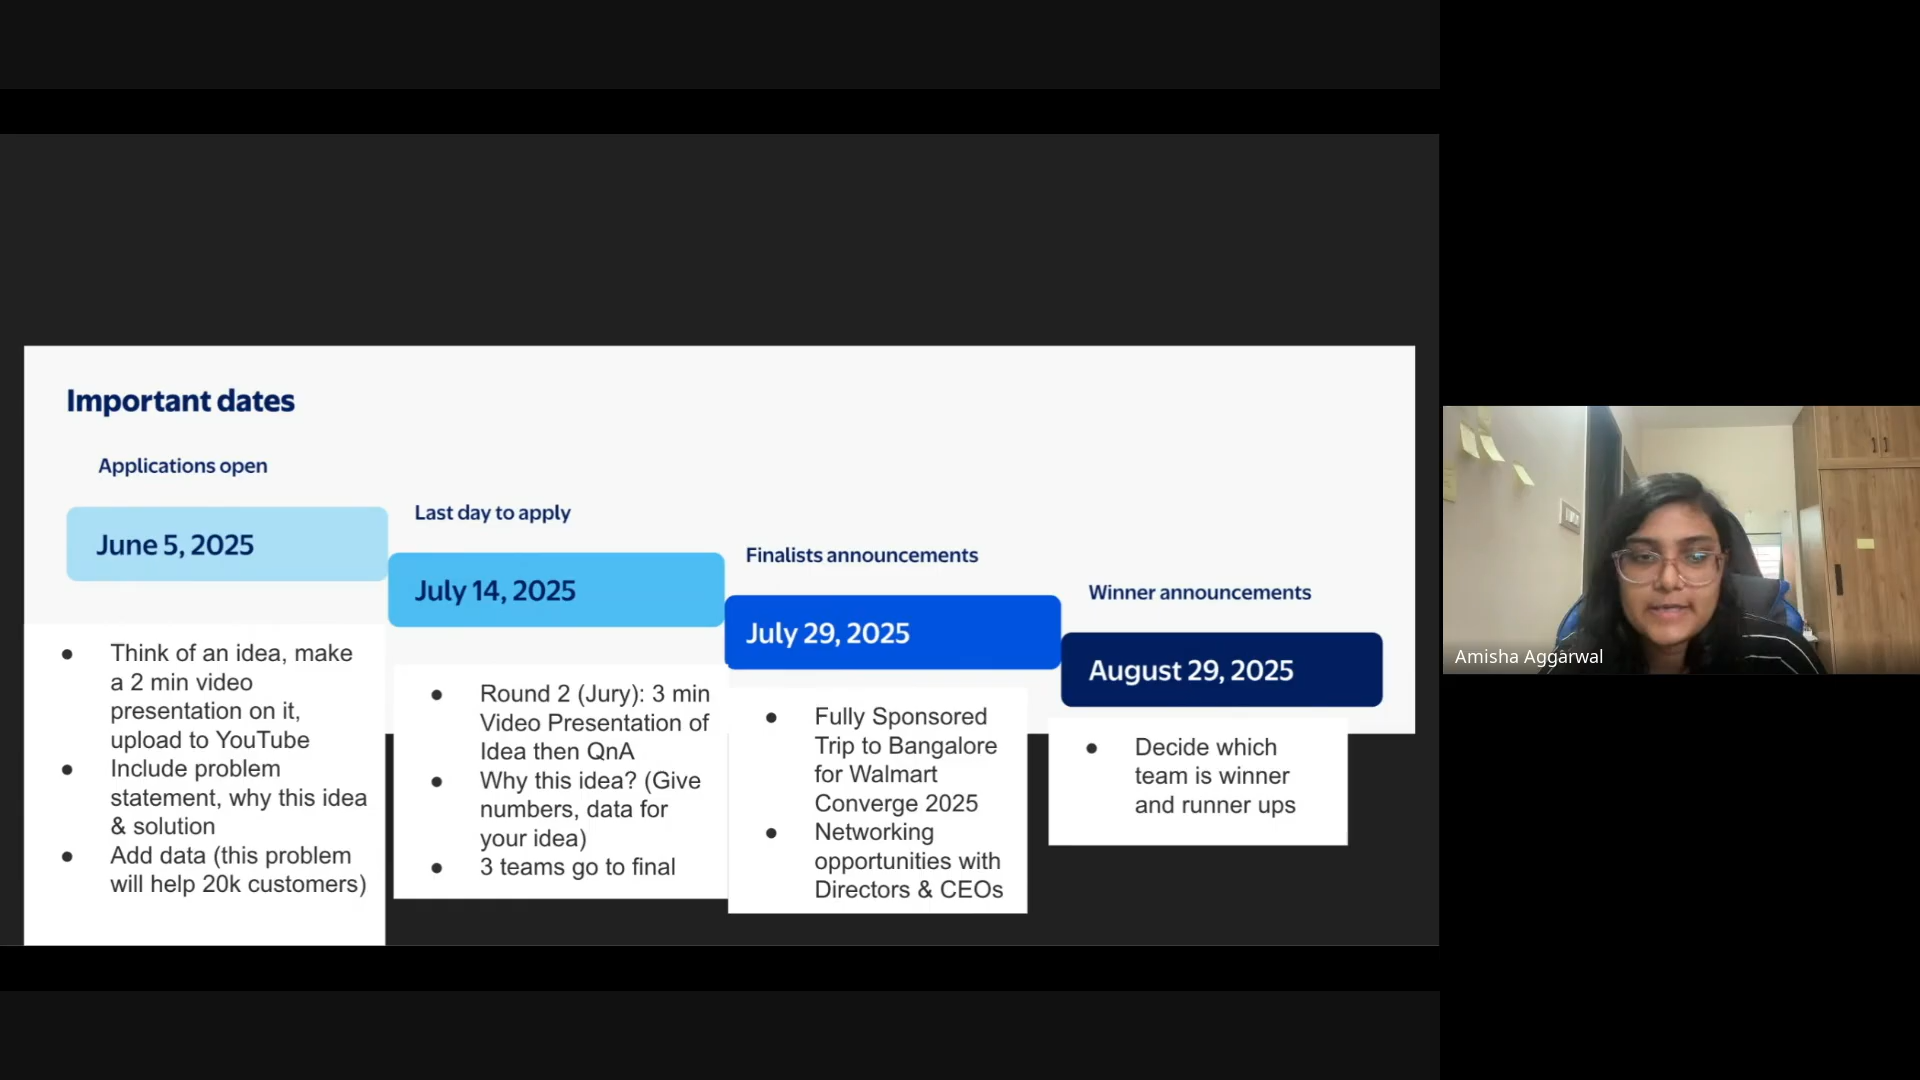 Important dates
Applications open
June 5, 2025
Last day to apply
July 14, 2025
Finalists announcements
July 29, 2025
Winner announcements
August 29, 2025
● Think of an idea, make
a 2 min video
presentation on it,
upload to YouTube
● Include problem
statement, why this idea
& solution
● Add data (this problem
will help 20k customers)
● Round 2 (Jury): 3 min
Video Presentation of
Idea then QnA
● Why this idea? (Give
numbers, data for
your idea)
● 3 teams go to final
● Fully Sponsored
Trip to Bangalore
for Walmart
Converge 2025
● Networking
opportunities with
Directors & CEOs
● Decide which
team is winner
and runner ups
Amisha Aggarwal